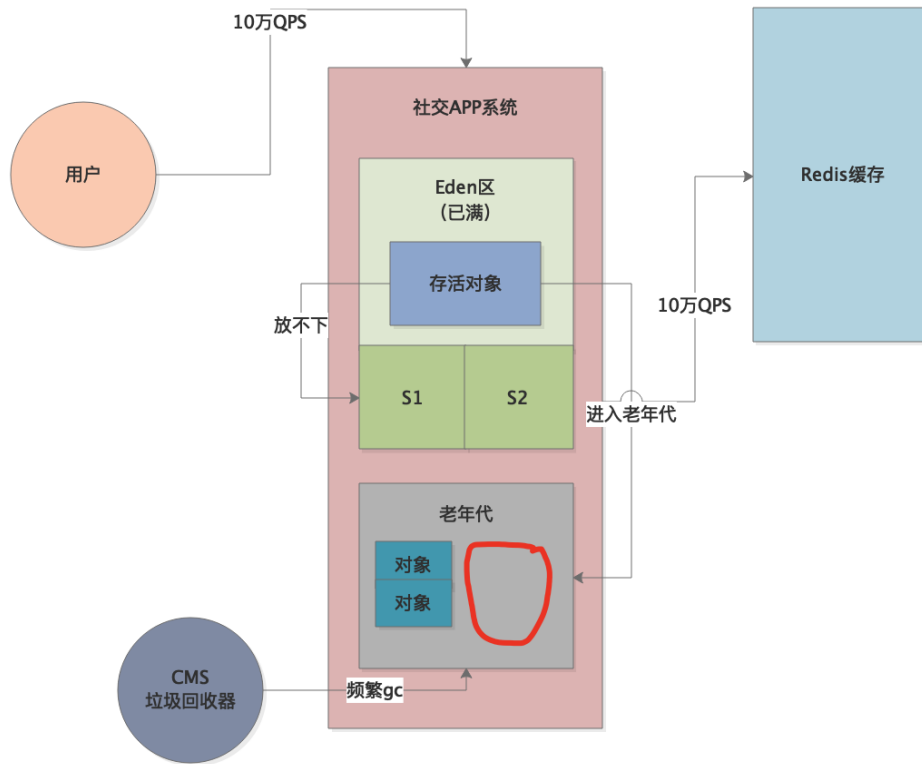 10万QPS
社交APP系统
用户
Eden区
（已满）
Redis缓存
存活对象
放不下
10万QPS
S1
S2
进入老年代
老年代
对象
对象
CMS
垃圾回收器
频繁gc